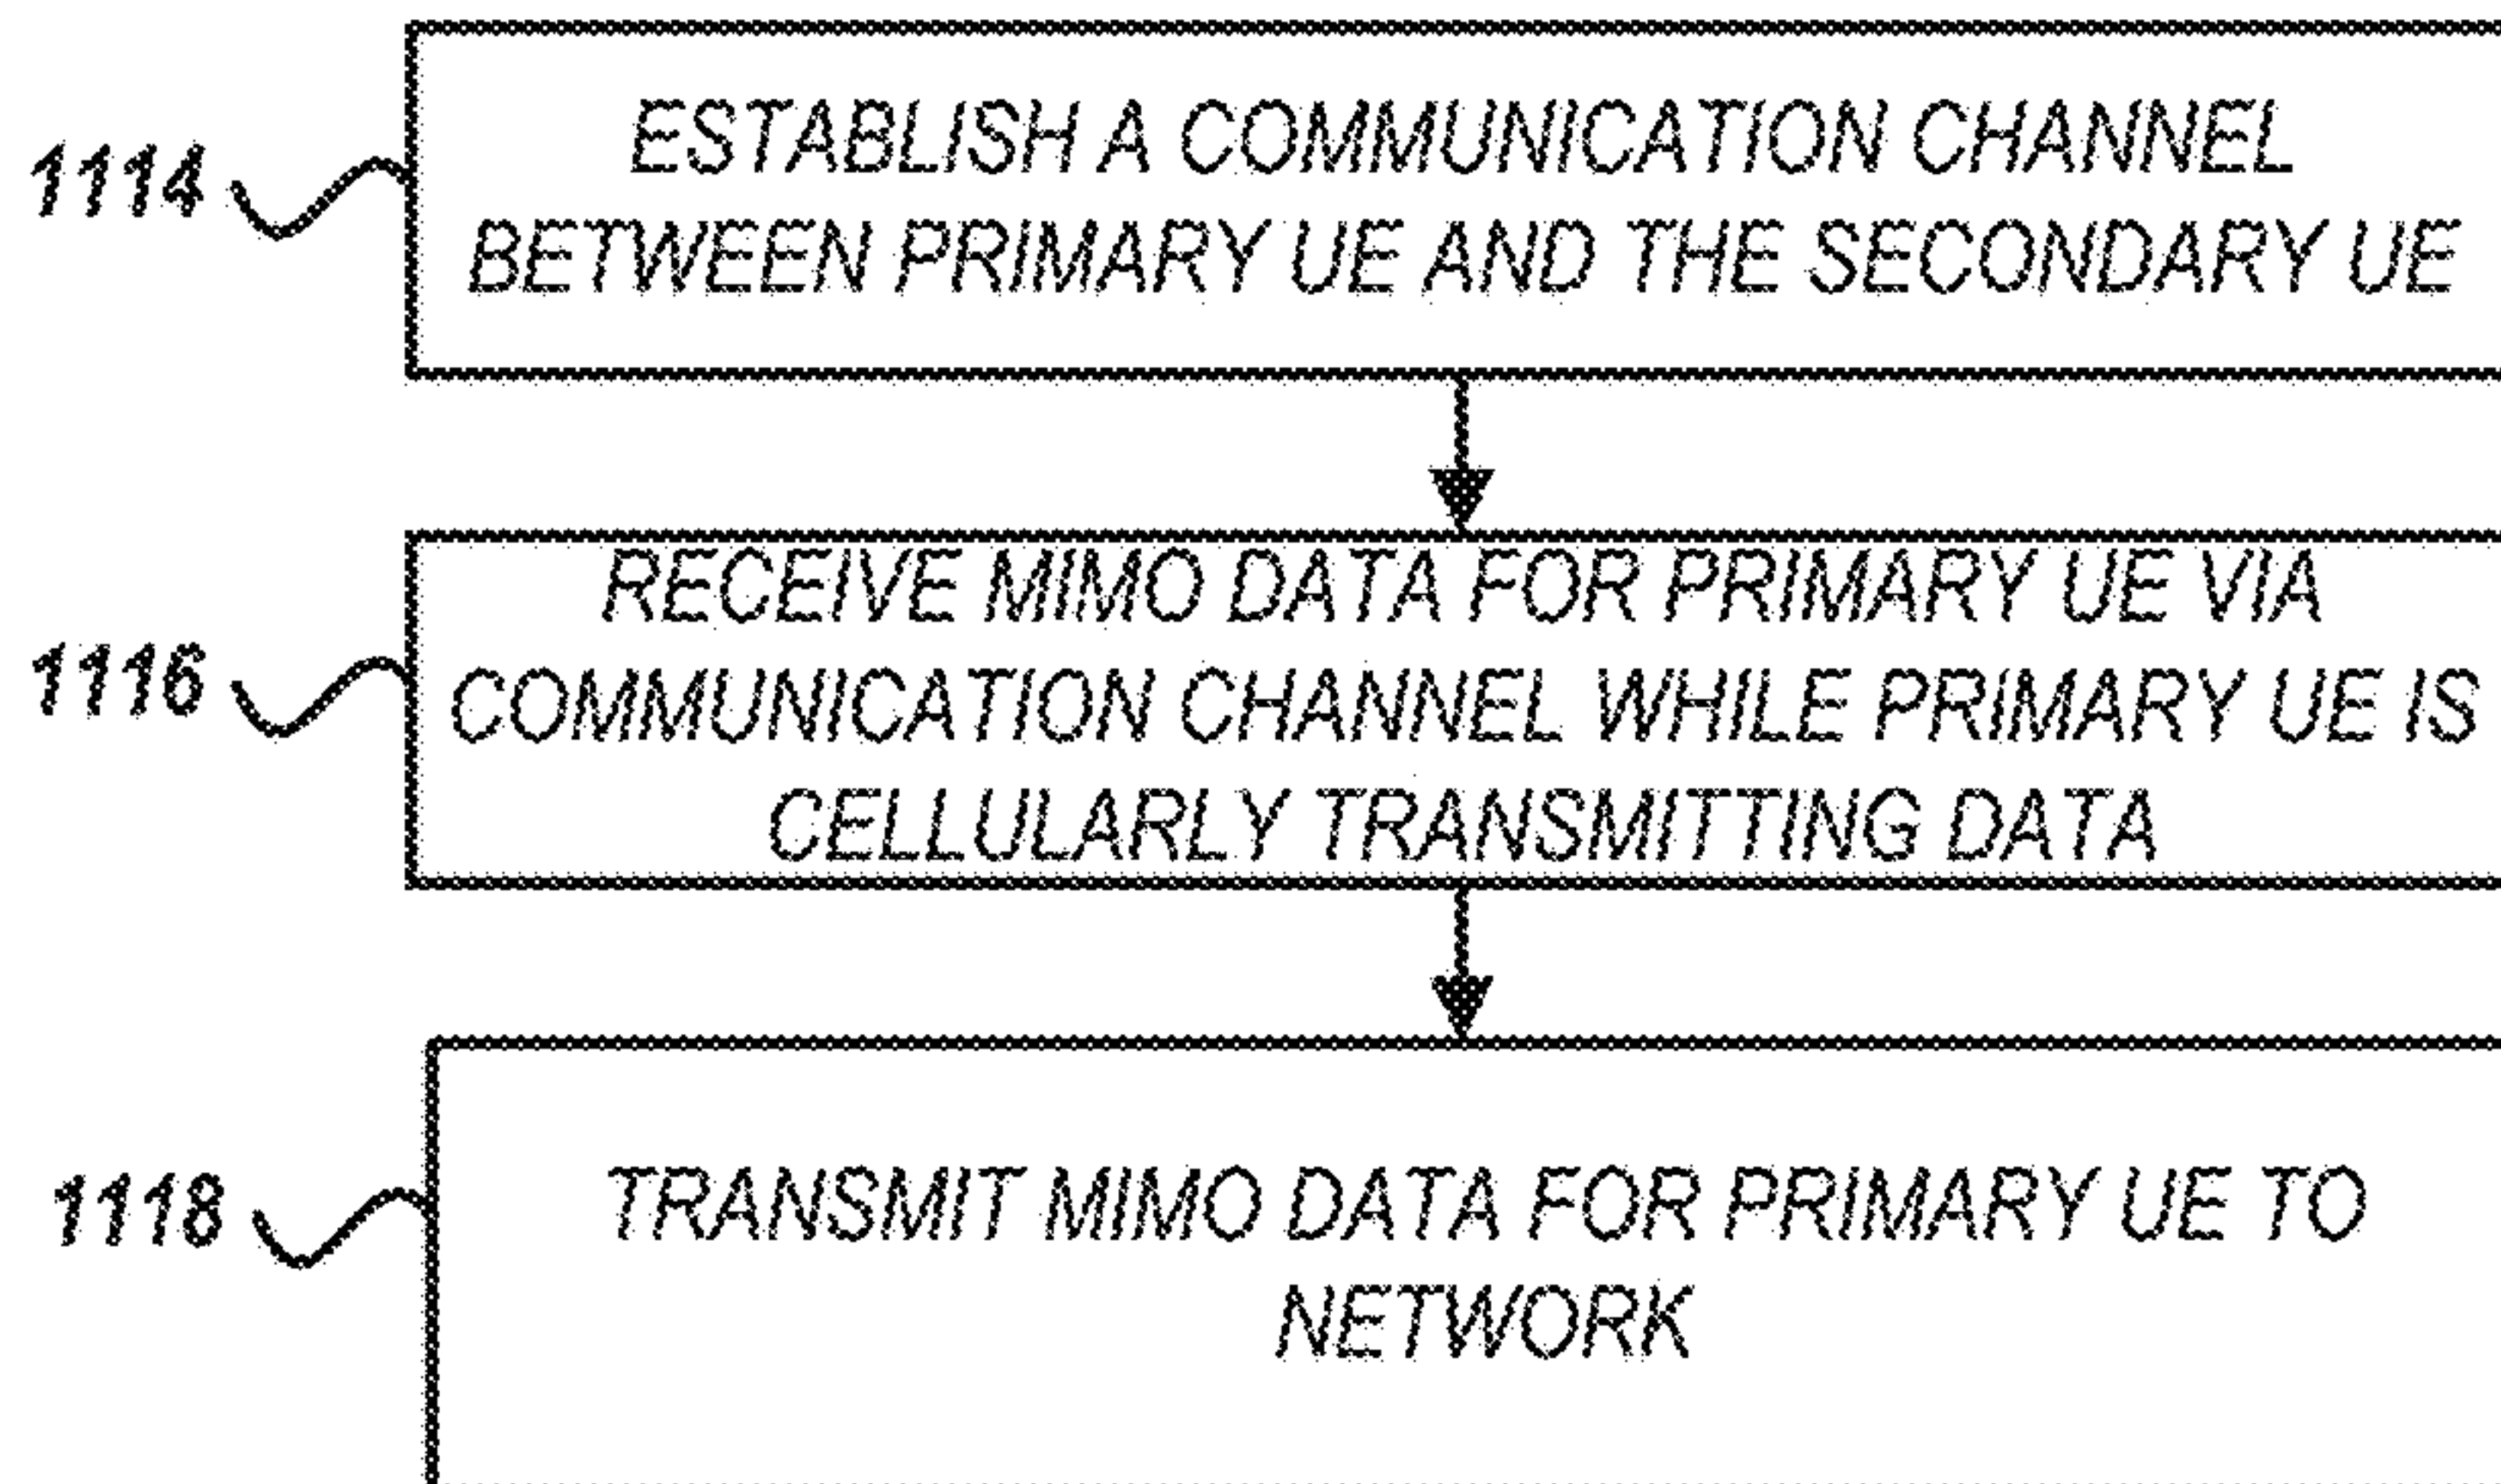 1114
ESTABLISH A COMMUNICATION CHANNEL
BETWEEN PRIMARY UE AND THE SECONDARY UE
1116
RECEIVE MIMO DATA FOR PRIMARY UE VIA
COMMUNICATION CHANNEL WHILE PRIMARY UE IS
CELLULARLY TRANSMITTING DATA
1118
TRANSMIT MIMO DATA FOR PRIMARY UE TO
NETWORK